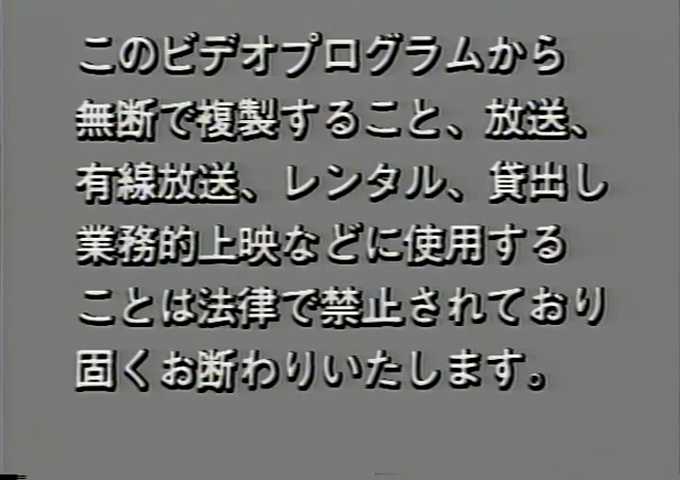 このビデオプログラムから
無断で複製すること、放送、
有線放送、レンタル、貸出し
業務的上映などに使用する
ことは法律で禁止されており
固くお断わりいたします。